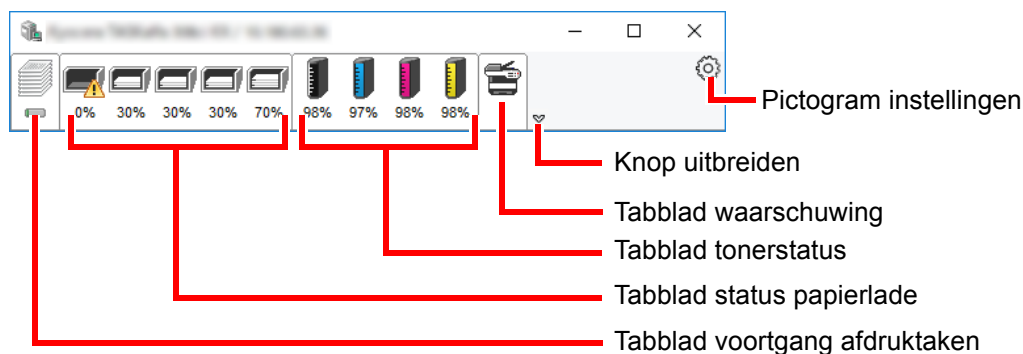 0% 30% 30% 30% 70% 98% 97% 98% 98%
Pictogram instellingen
Knop uitbreiden
Tabblad waarschuwing
Tabblad tonerstatus
Tabblad status papierlade
Tabblad voortgang afdruktaken